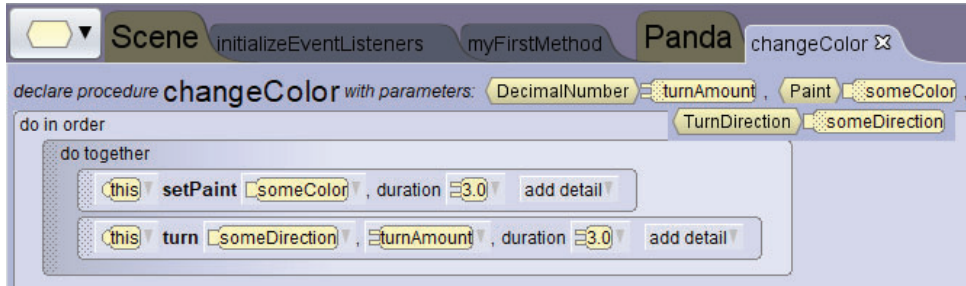 Scene initializeEventListeners myFirstMethod Panda changeColor
declare procedure changeColor with parameters: DecimalNumber turnAmount , Paint someColor ,
TurnDirection someDirection
do in order
do together
this setPaint someColor , duration 3.0 add detail
this turn someDirection , turnAmount , duration 3.0 add detail